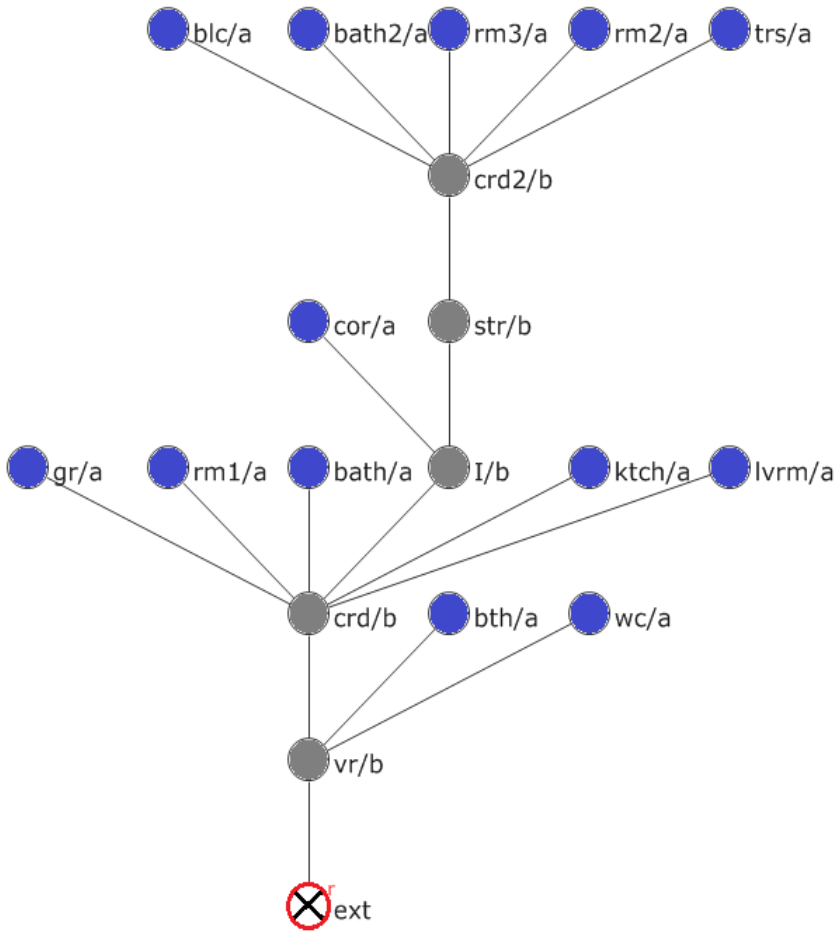 blc/a bath2/a rm3/a rm2/a trs/a
crd2/b
cor/a str/b
gr/a rm1/a bath/a I/b ktch/a lvrm/a
crd/b bth/a wc/a
vr/b
r
ext